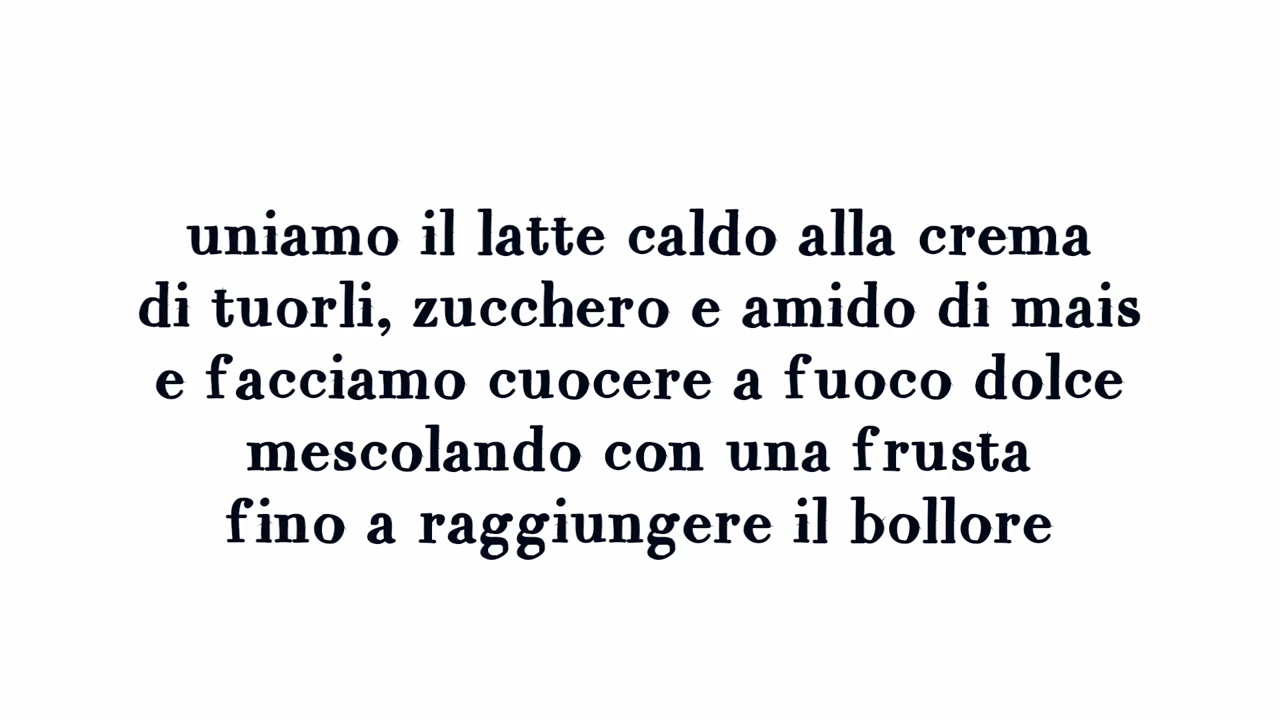 uniamo il latte caldo alla crema
di tuorli, zucchero e amido di mais
e facciamo cuocere a fuoco dolce
mescolando con una frusta
fino a raggiungere il bollore